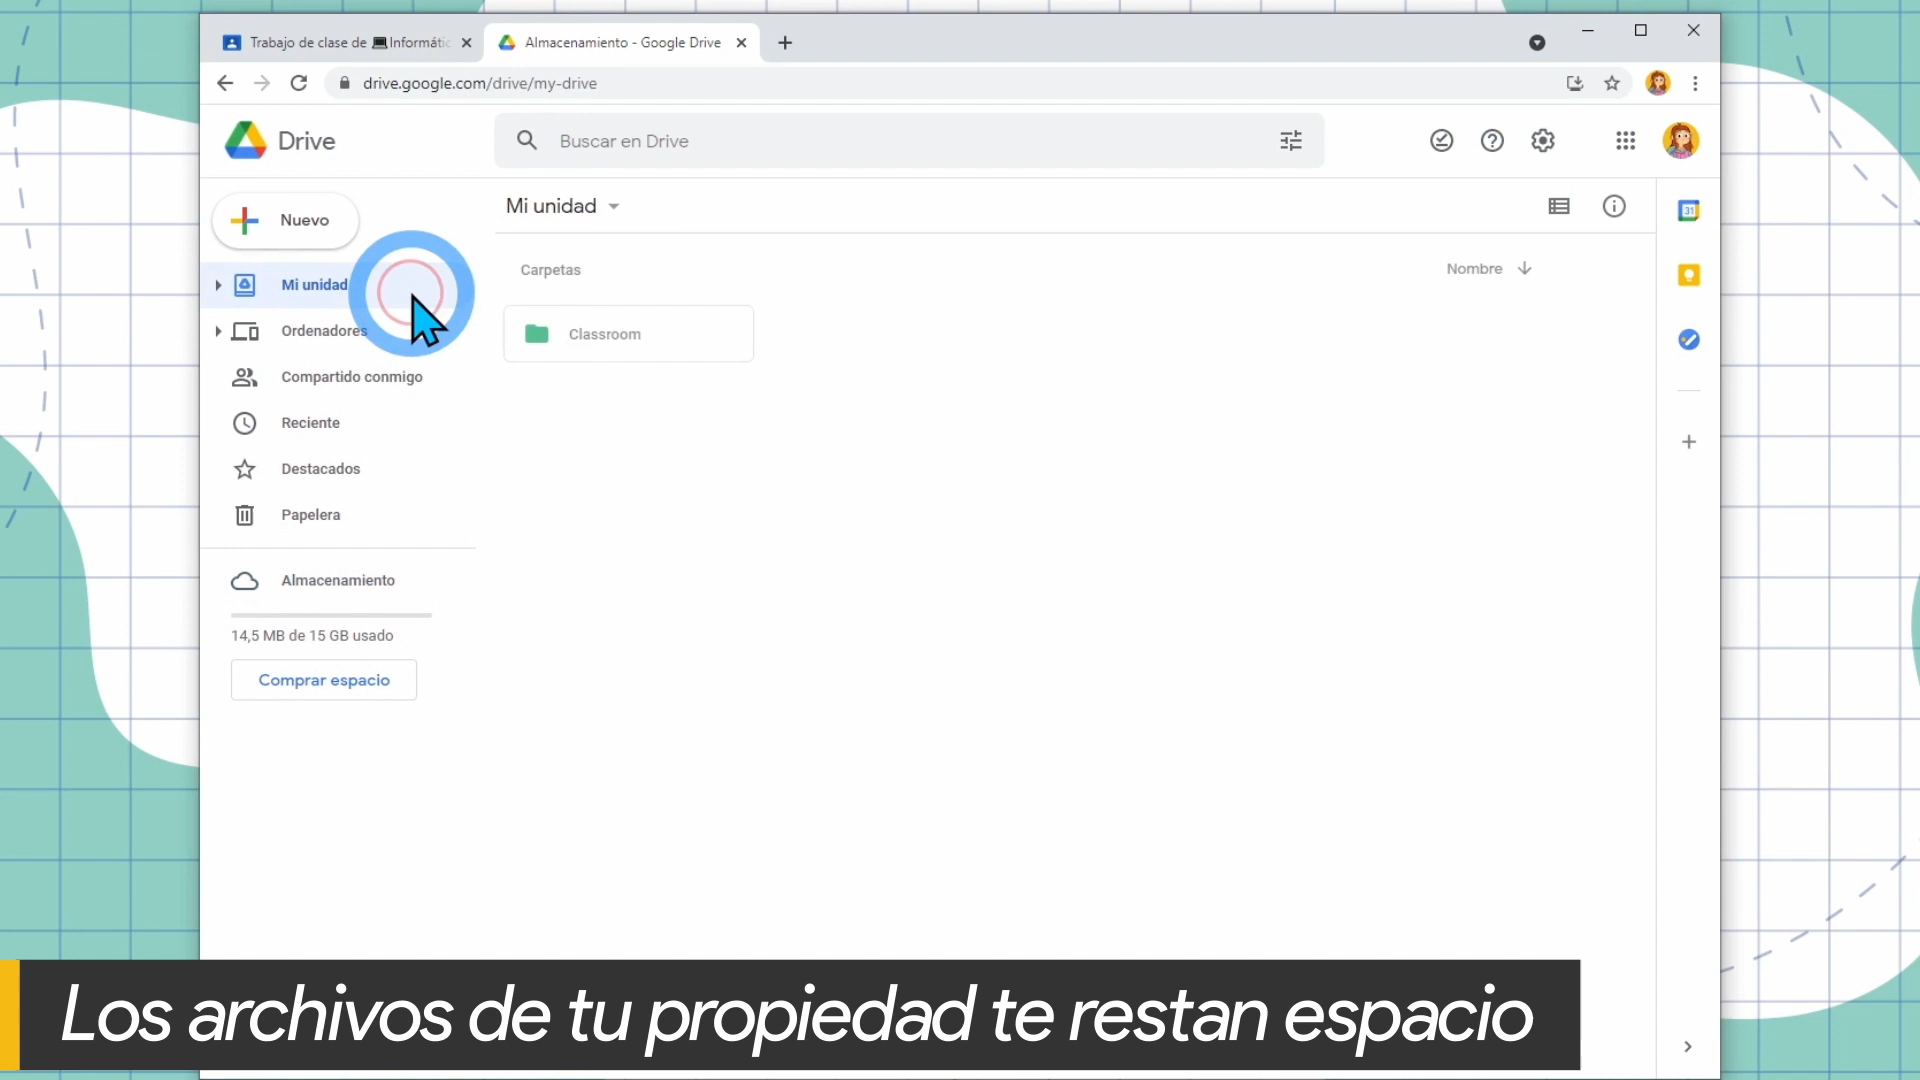 Trabajo de clase de 💻Informátic
Almacenamiento - Google Drive
drive.google.com/drive/my-drive
Drive
Buscar en Drive
Nuevo
Mi unidad
Ordenadores
Compartido conmigo
Reciente
Destacados
Papelera
Almacenamiento
14,5 MB de 15 GB usado
Comprar espacio
Mi unidad
Carpetas
Nombre
Classroom
31
Los archivos de tu propiedad te restan espacio